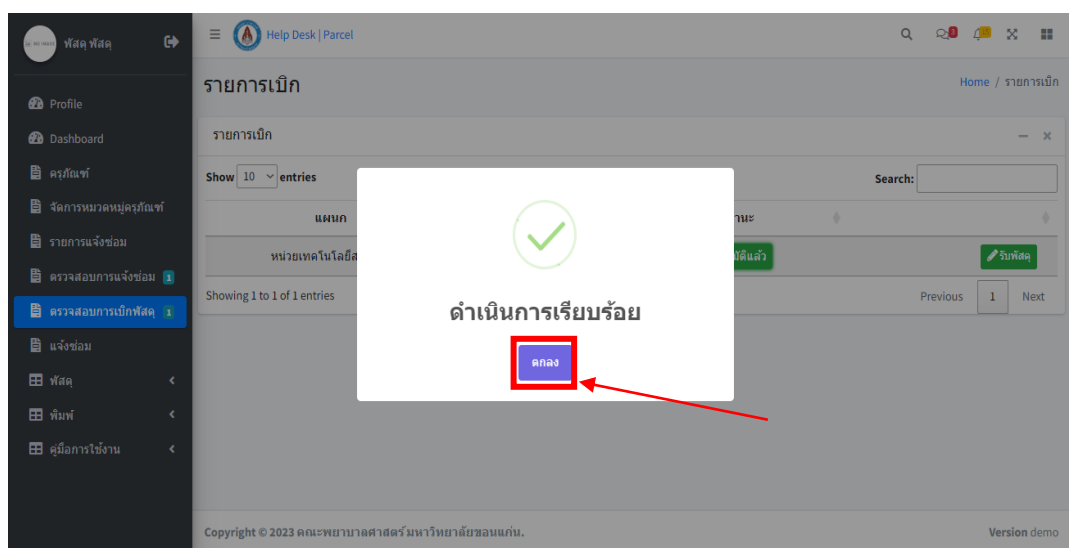 พัสดุ พัสดุ
Help Desk | Parcel
Profile
Dashboard
ครุภัณฑ์
จัดการหมวดหมู่ครุภัณฑ์
รายการแจ้งซ่อม
ตรวจสอบการแจ้งซ่อม 1
ตรวจสอบการเบิกพัสดุ 1
แจ้งซ่อม
พัสดุ
พิมพ์
คู่มือการใช้งาน
รายการเบิก
Home / รายการเบิก
รายการเบิก
Show 10 entries
Search:
แผนก
หน่วยเทคโนโลยีส
รับพัสดุ
Showing 1 to 1 of 1 entries
Previous 1 Next
ดำเนินการเรียบร้อย
ตกลง
Copyright © 2023 คณะพยาบาลศาสตร์ มหาวิทยาลัยขอนแก่น.
Version demo